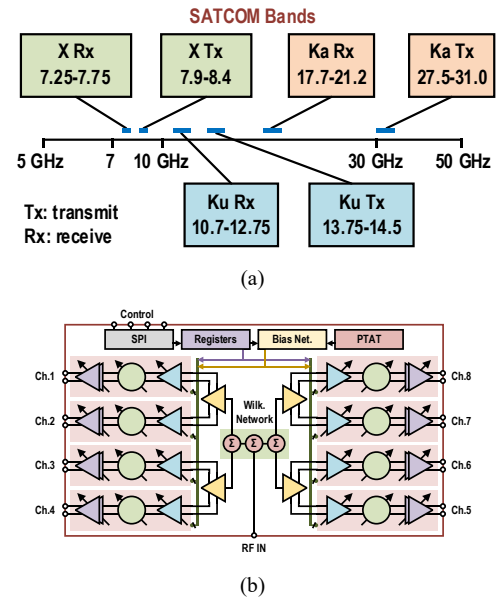 SATCOM Bands
X Rx
7.25-7.75
X Tx
7.9-8.4
Ka Rx
17.7-21.2
Ka Tx
27.5-31.0
5 GHz
7
10 GHz
30 GHz
50 GHz
Ku Rx
10.7-12.75
Ku Tx
13.75-14.5
Tx: transmit
Rx: receive
(a)
Control
SPI
Registers
Bias Net.
PTAT
Ch.1
Ch.8
Wilk.
Network
Ch.2
Ch.7
Σ Σ Σ
Ch.3
Ch.6
Ch.4
Ch.5
RF IN
(b)